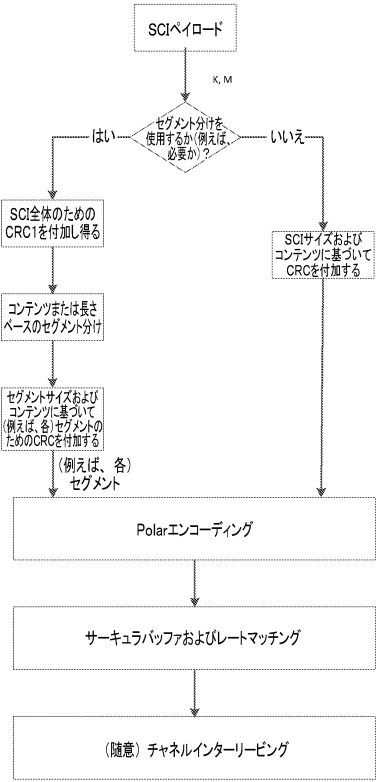 SCIペイロード
K, M
セグメント分けを
使用するか(例えば、
必要か)?
はい
いいえ
SCI全体のための
CRC1を付加し得る
SCIサイズおよび
コンテンツに基づいて
CRCを付加する
コンテンツまたは長さ
ベースのセグメント分け
セグメントサイズおよび
コンテンツに基づいて
(例えば、各)セグメントの
ためのCRCを付加する
(例えば、各)
セグメント
Polarエンコーディング
サーキュラバッファおよびレートマッチング
(随意)チャネルインターリービング